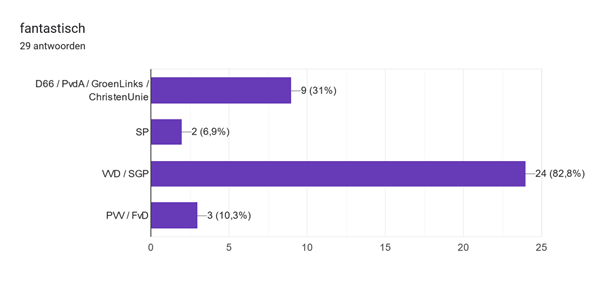 fantastisch
29 antwoorden
D66 / PvdA / GroenLinks /
ChristenUnie
9 (31%)
SP
2 (6,9%)
VVD / SGP
24 (82,8%)
PVV / FvD
3 (10,3%)
0 5 10 15 20 25